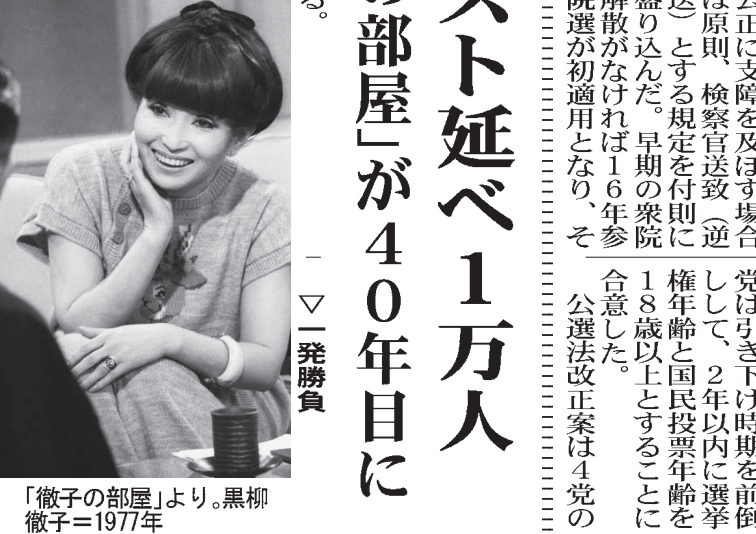 公正に支障を及ぼす場合
は原則、検察官送致（逆
送）とする規定を付則に
盛り込んだ。早期の衆院
解散がなければ１６年参
院選が初適用となり、そ
党は引き下げ時期を前倒
しして、２年以内に選挙
権年齢と国民投票年齢を
１８歳以上とすることに
合意した。
公選法改正案は４党の
スト延べ１万人
の部屋」が４０年目に
る。
▽一発勝負
「徹子の部屋」より。黒柳
徹子＝1977年